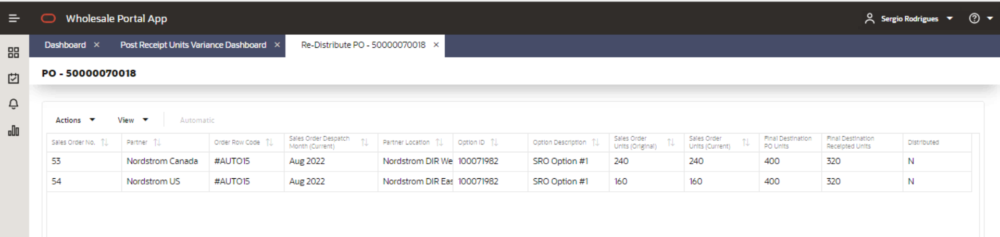 Wholesale Portal App
Sergio Rodrigues
Dashboard × Post Receipt Units Variance Dashboard × Re-Distribute PO - 50000070018 ×
PO - 50000070018
Actions View Automatic
Sales Order No. Partner Order Row Code Sales Order Despatch Month (Current) Partner Location Option ID Option Description Sales Order Units (Original) Sales Order Units (Current) Final Destination PO Units Final Destination Receipted Units Distributed
53 Nordstrom Canada #AUTO15 Aug 2022 Nordstrom DIR We 100071982 SRO Option #1 240 240 400 320 N
54 Nordstrom US #AUTO15 Aug 2022 Nordstrom DIR Eas 100071982 SRO Option #1 160 160 400 320 N